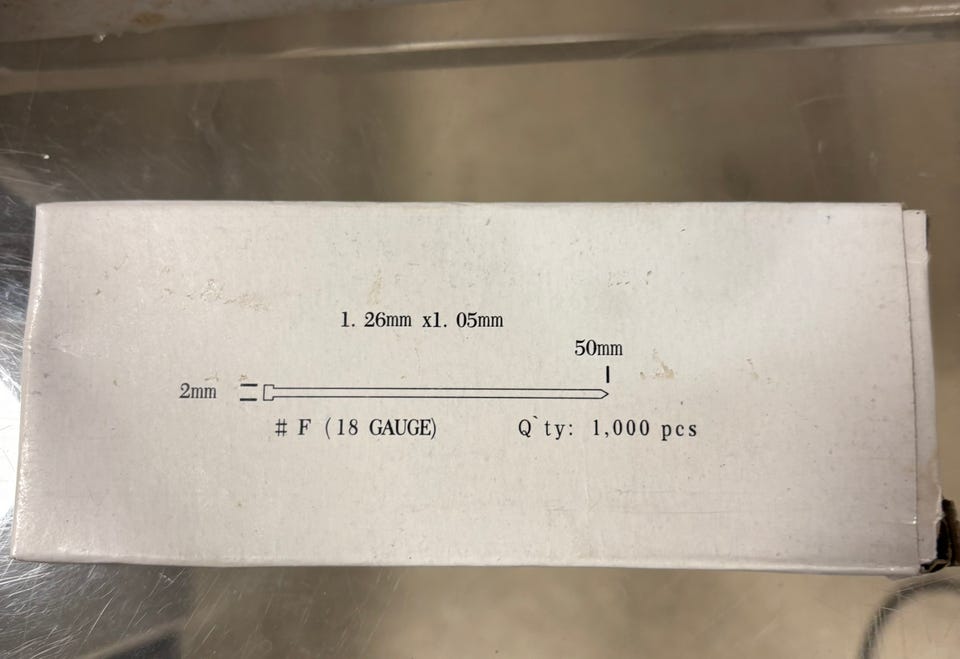 1. 26mm x1. 05mm
50mm
2mm
# F (18 GAUGE) Q`ty: 1,000 pcs